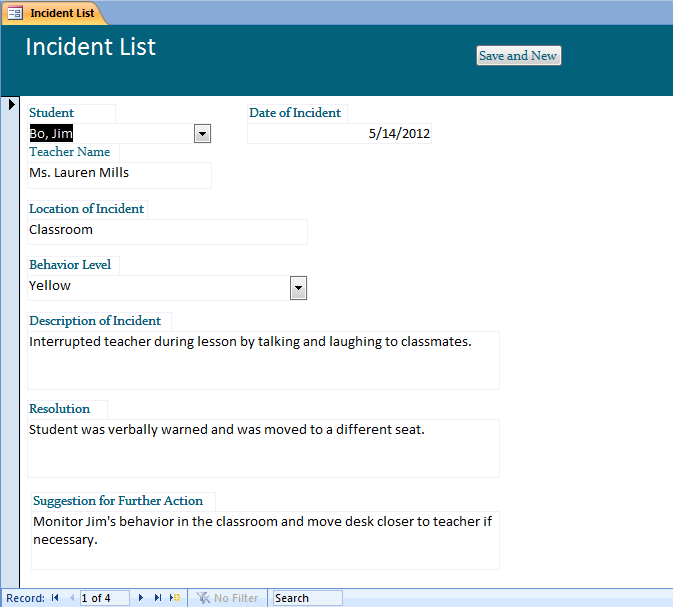 Incident List
Incident List
Save and New
Student
Date of Incident
Bo, Jim
5/14/2012
Teacher Name
Ms. Lauren Mills
Location of Incident
Classroom
Behavior Level
Yellow
Description of Incident
Interrupted teacher during lesson by talking and laughing to classmates.
Resolution
Student was verbally warned and was moved to a different seat.
Suggestion for Further Action
Monitor Jim's behavior in the classroom and move desk closer to teacher if
necessary.
Record: 1 of 4 No Filter Search